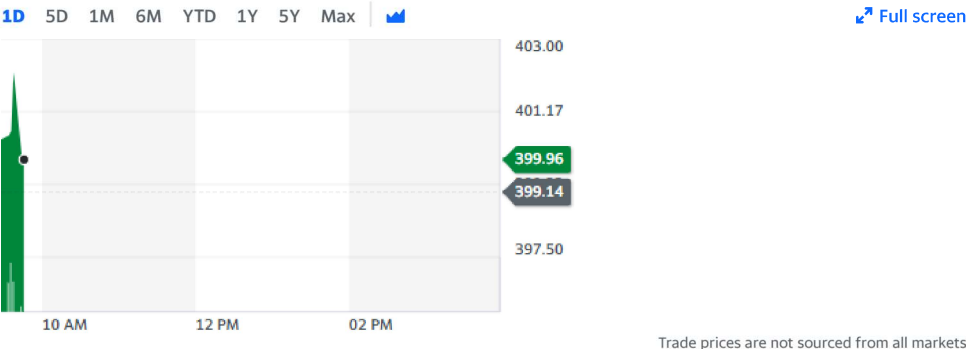 1D 5D 1M 6M YTD 1Y 5Y Max Full screen
403.00
401.17
399.96
399.14
397.50
10 AM 12 PM 02 PM
Trade prices are not sourced from all markets